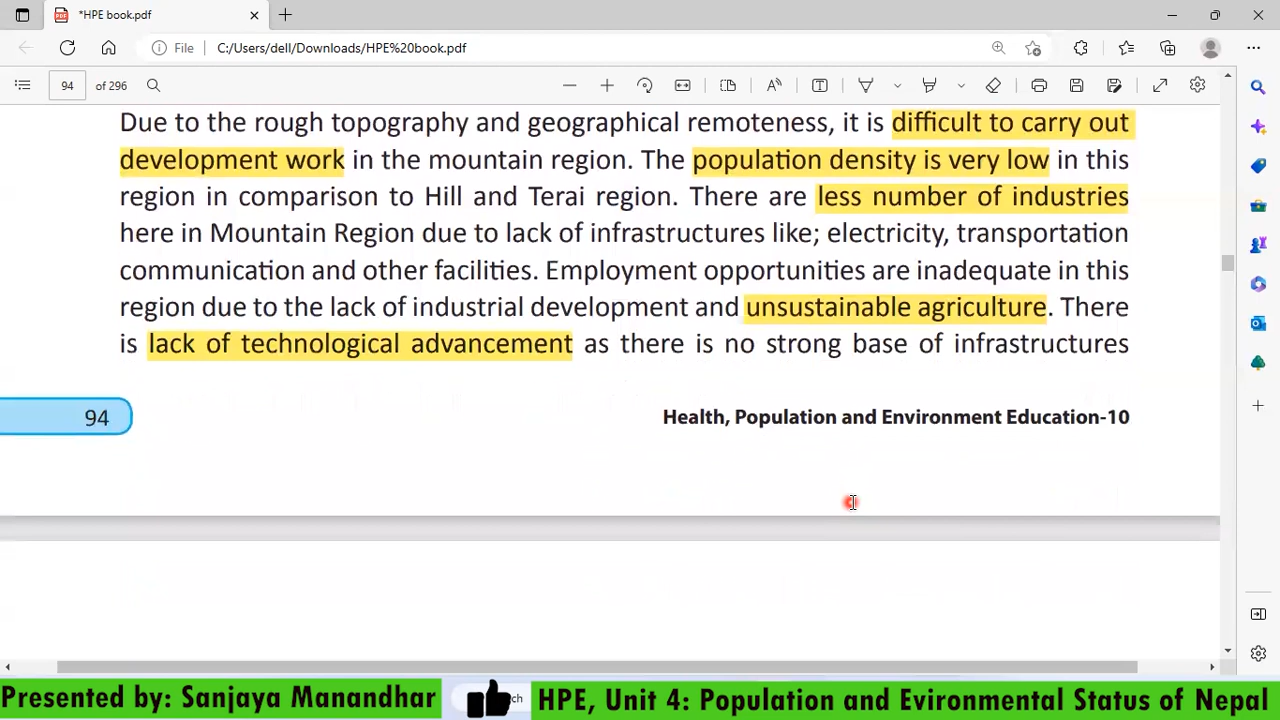 *HPE book.pdf
File
C:/Users/dell/Downloads/HPE%20book.pdf
94 of 296
Due to the rough topography and geographical remoteness, it is difficult to carry out
development work in the mountain region. The population density is very low in this
region in comparison to Hill and Terai region. There are less number of industries
here in Mountain Region due to lack of infrastructures like; electricity, transportation
communication and other facilities. Employment opportunities are inadequate in this
region due to the lack of industrial development and unsustainable agriculture. There
is lack of technological advancement as there is no strong base of infrastructures
94
Health, Population and Environment Education-10
Presented by: Sanjaya Manandhar
HPE, Unit 4: Population and Evironmental Status of Nepal